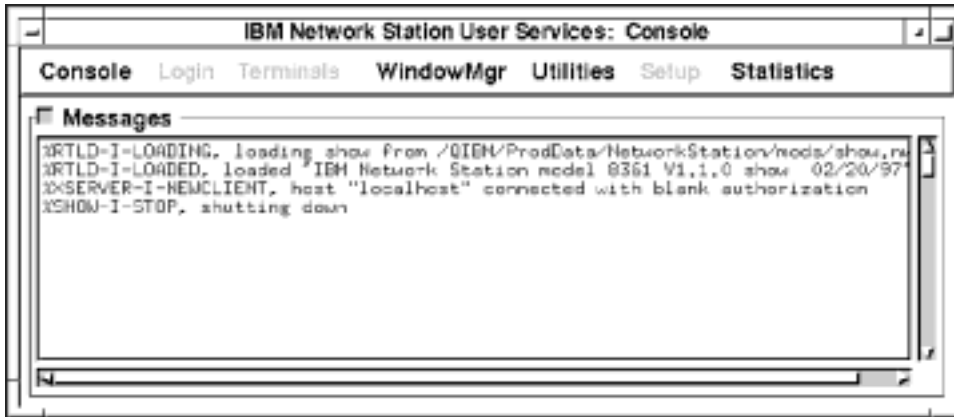 IBM Network Station User Services: Console
Console Login Terminals WindowMgr Utilities Setup Statistics
Messages
%RTLD-I-LOADING, loading show from /QIBM/ProdData/NetworkStation/mods/show.nw
%RTLD-I-LOADED, loaded "IBM Network Station model 8361 V1.1.0 show 02/20/97"
%XSERVER-I-NEWCLIENT, host "localhost" connected with blank authorization
%SHOW-I-STOP, shutting down